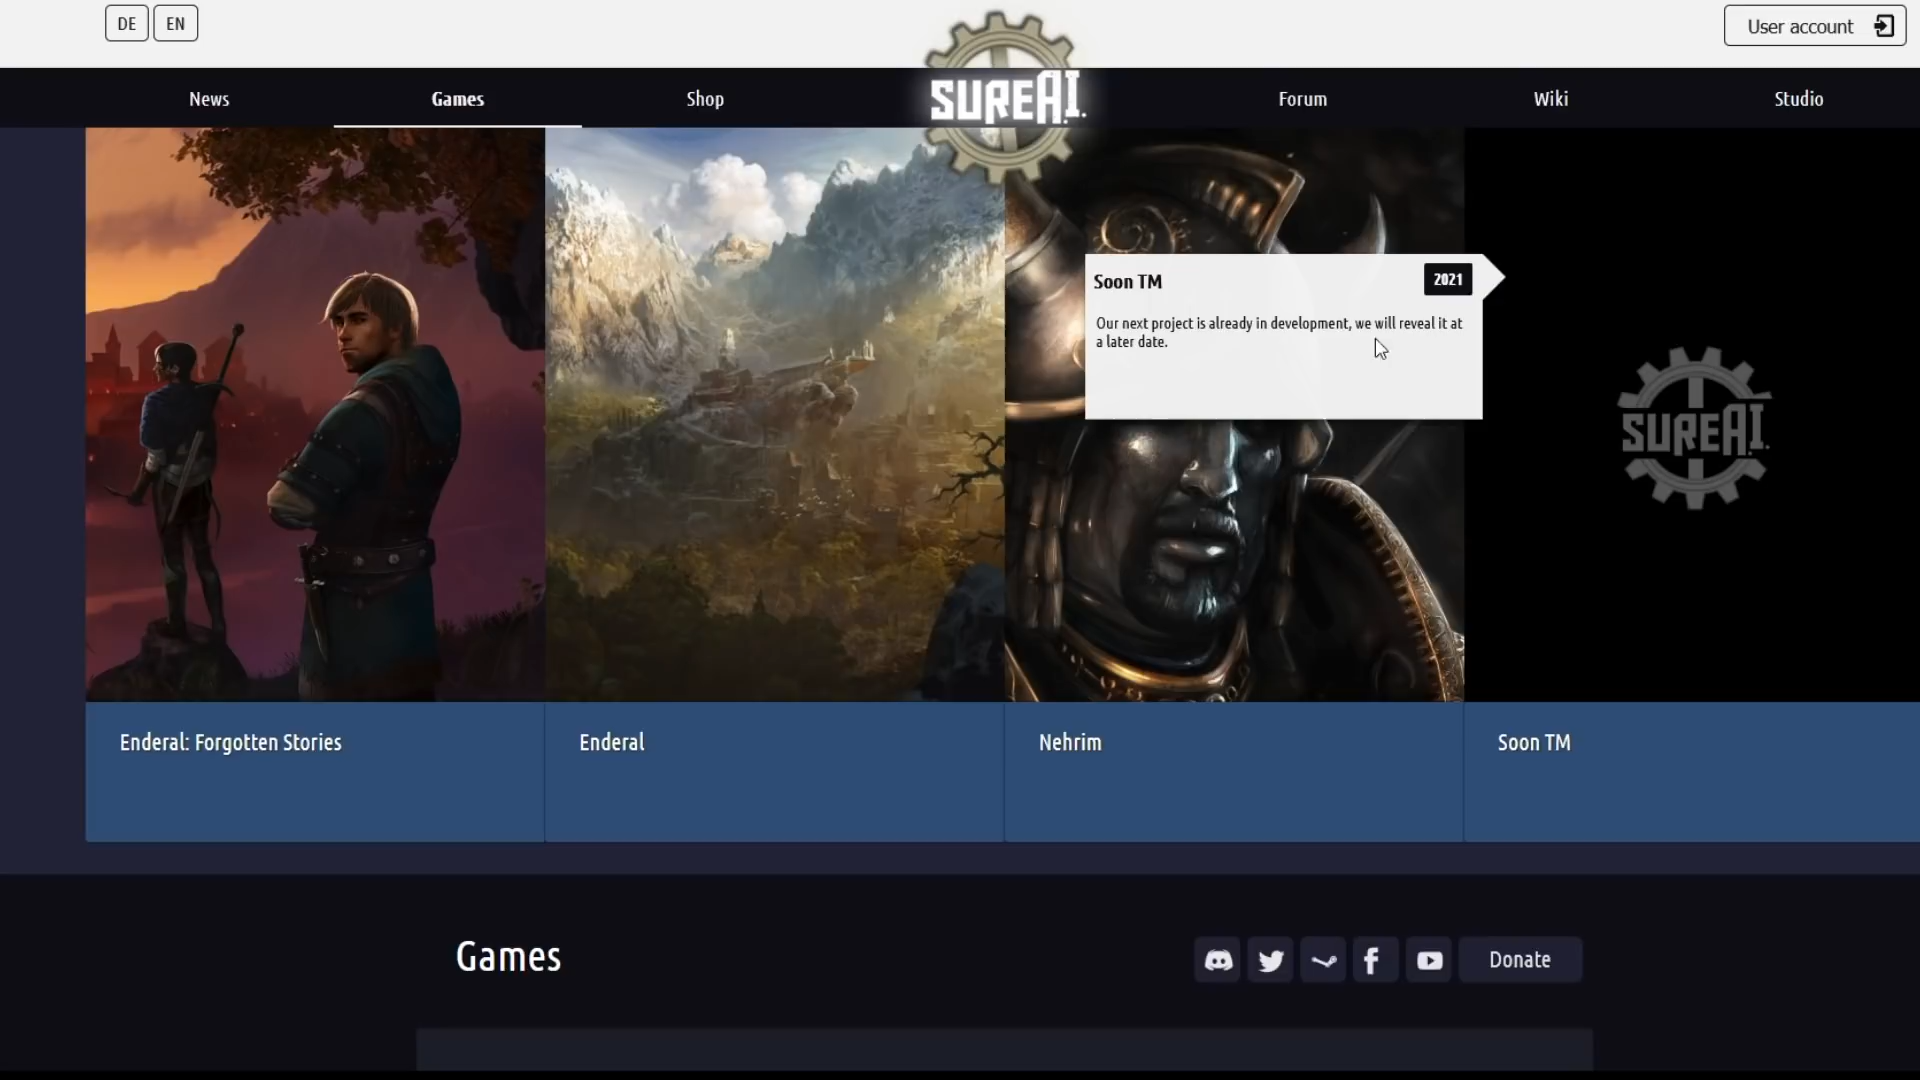 DE EN
User account
News Games Shop SUREAI. Forum Wiki Studio
Soon TM 2021
Our next project is already in development, we will reveal it at
a later date.
SUREAI.
Enderal: Forgotten Stories
Enderal
Nehrim
Soon TM
Games
Donate